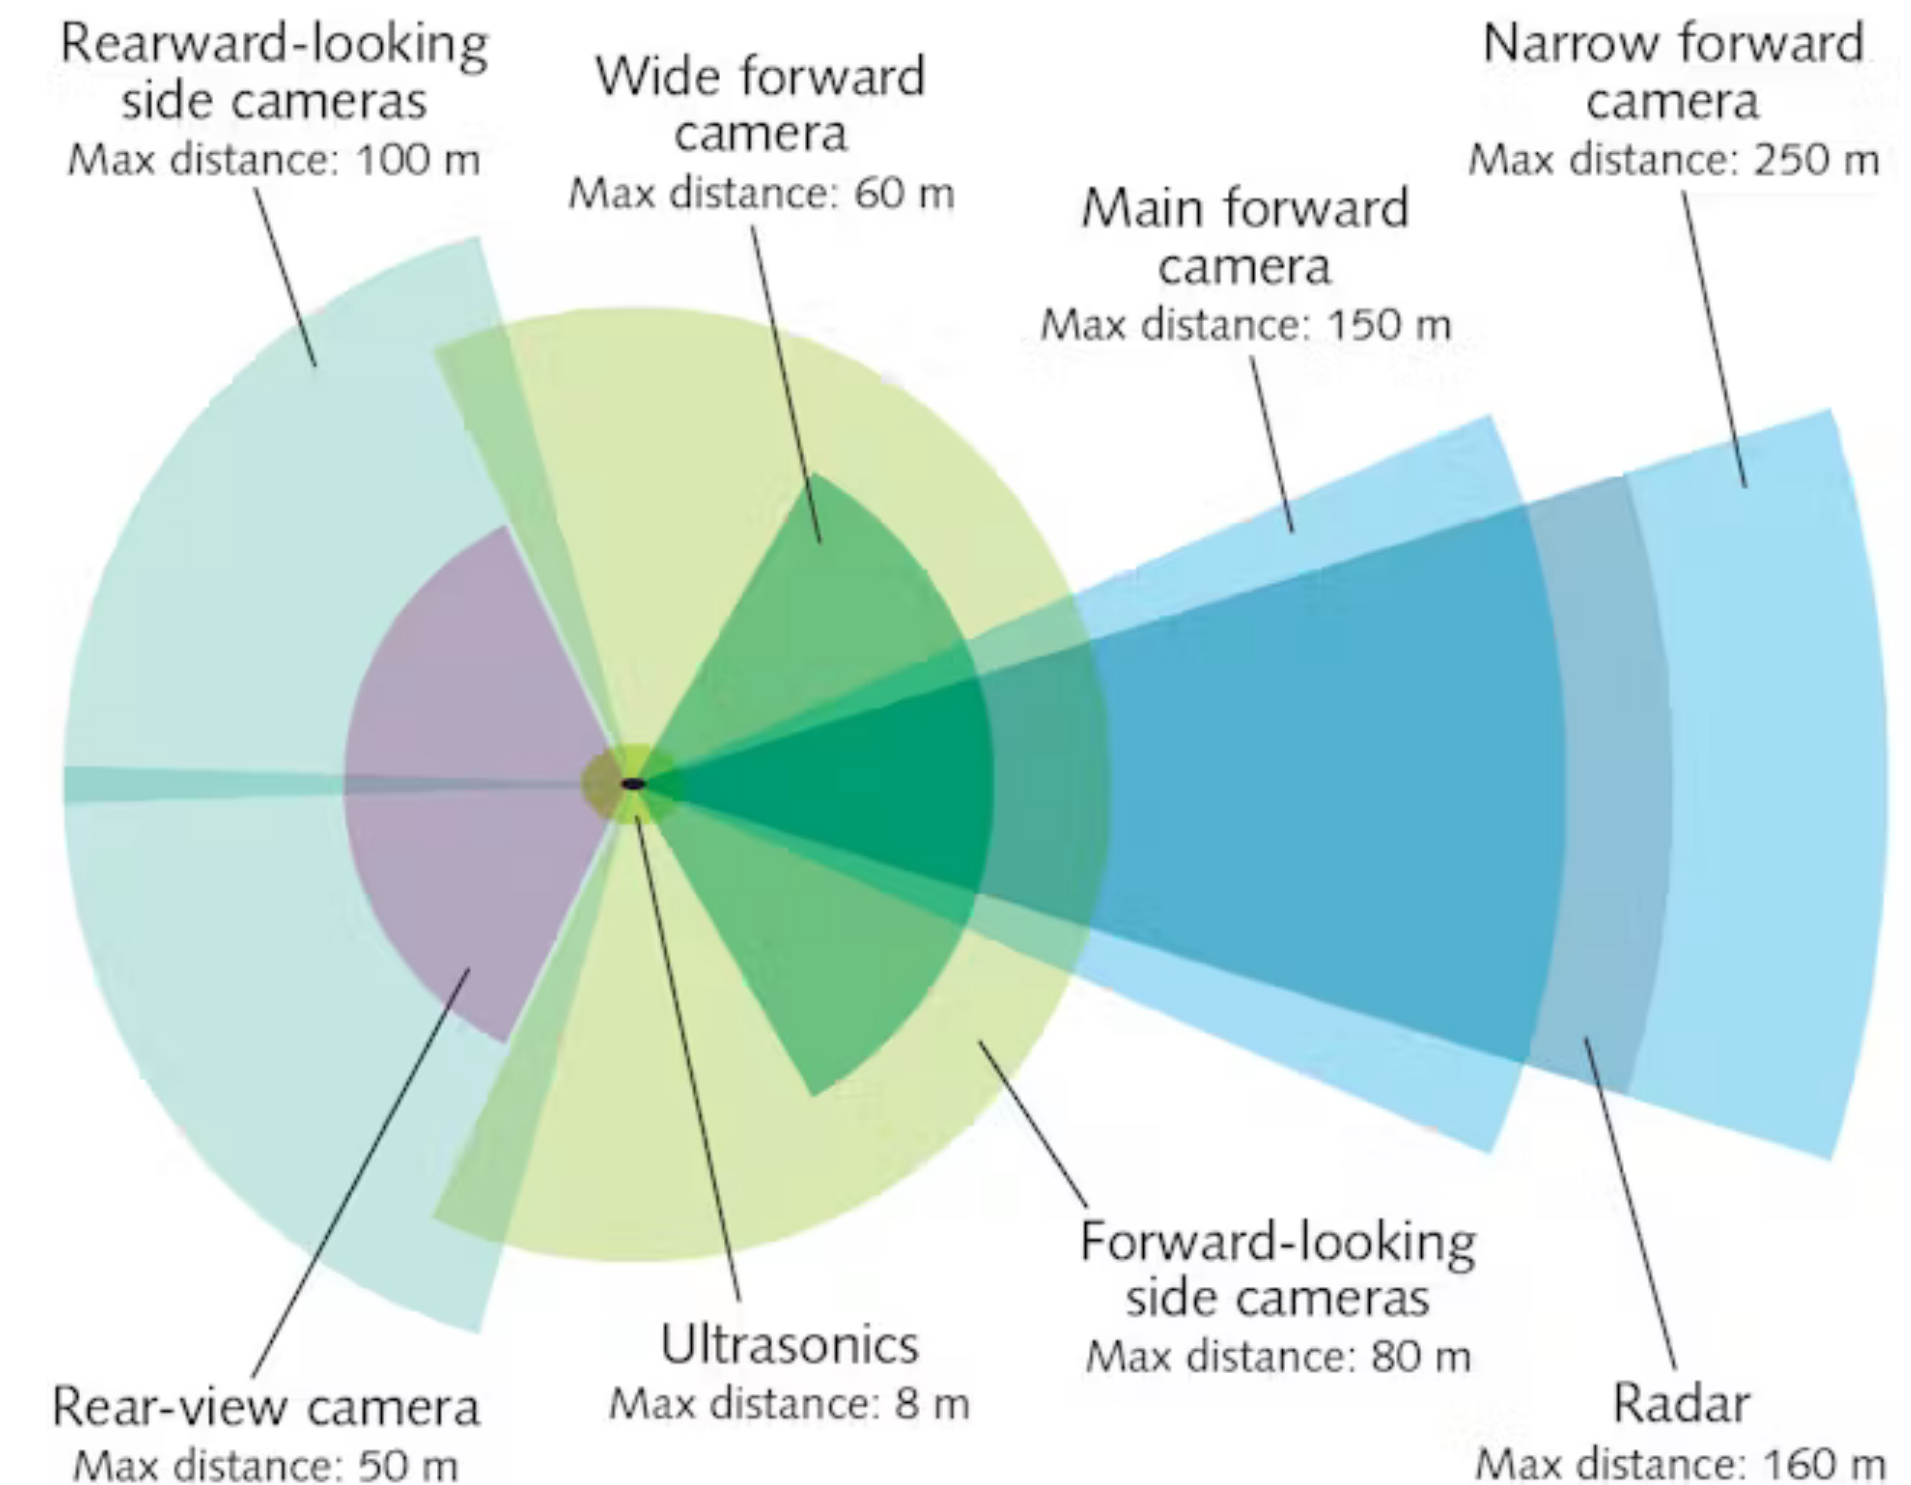 Rearward-looking
side cameras
Max distance: 100 m
Wide forward
camera
Max distance: 60 m
Main forward
camera
Max distance: 150 m
Narrow forward
camera
Max distance: 250 m
Rear-view camera
Max distance: 50 m
Ultrasonics
Max distance: 8 m
Forward-looking
side cameras
Max distance: 80 m
Radar
Max distance: 160 m